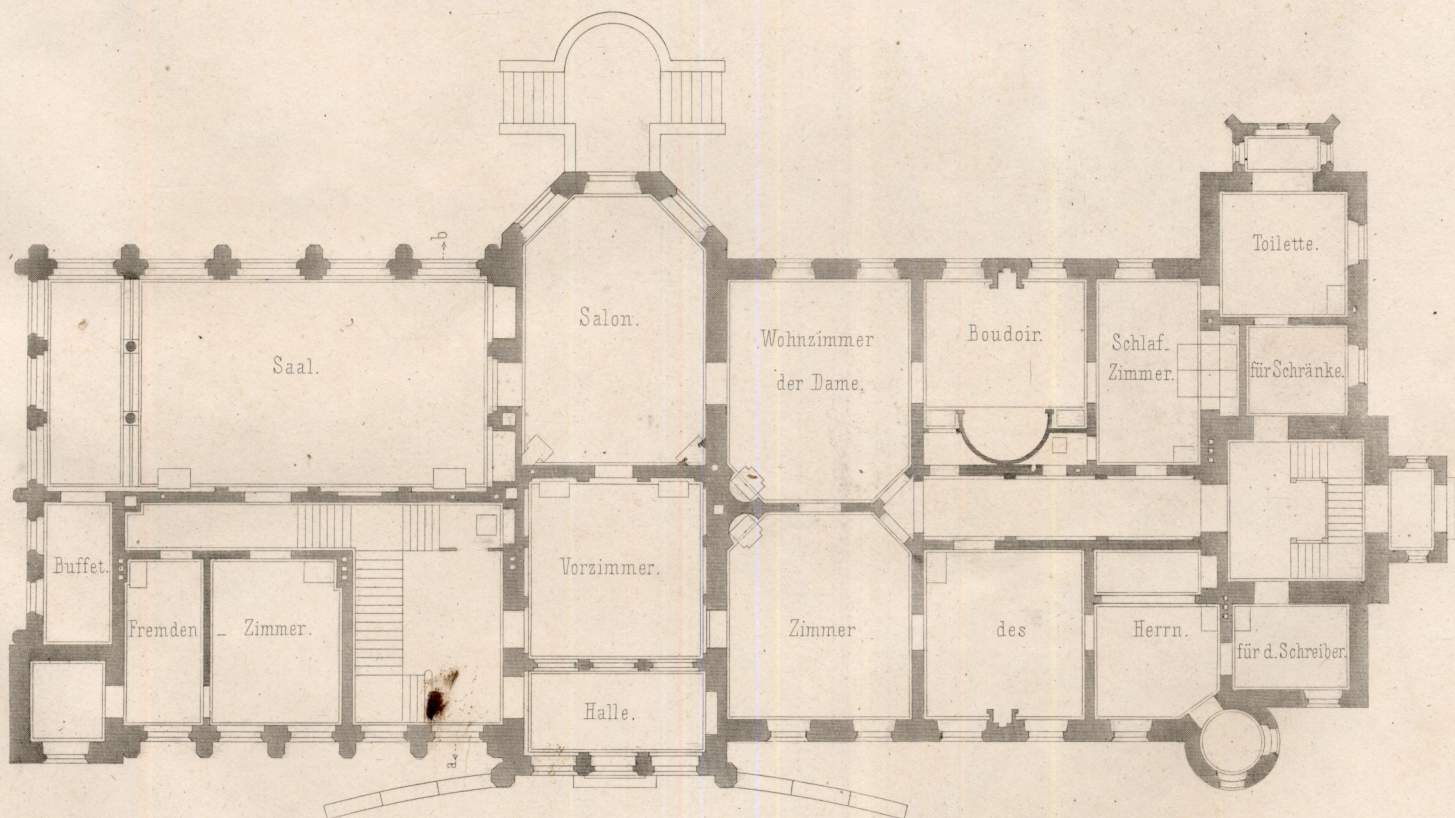 b
Toilette.
Salon.
Boudoir.
Wohnzimmer
der Dame.
Schlaf-
Zimmer.
Saal.
für Schränke.
Buffet.
Vorzimmer.
Fremden - Zimmer.
Zimmer des Herrn.
für d. Schreiber.
Halle.
a